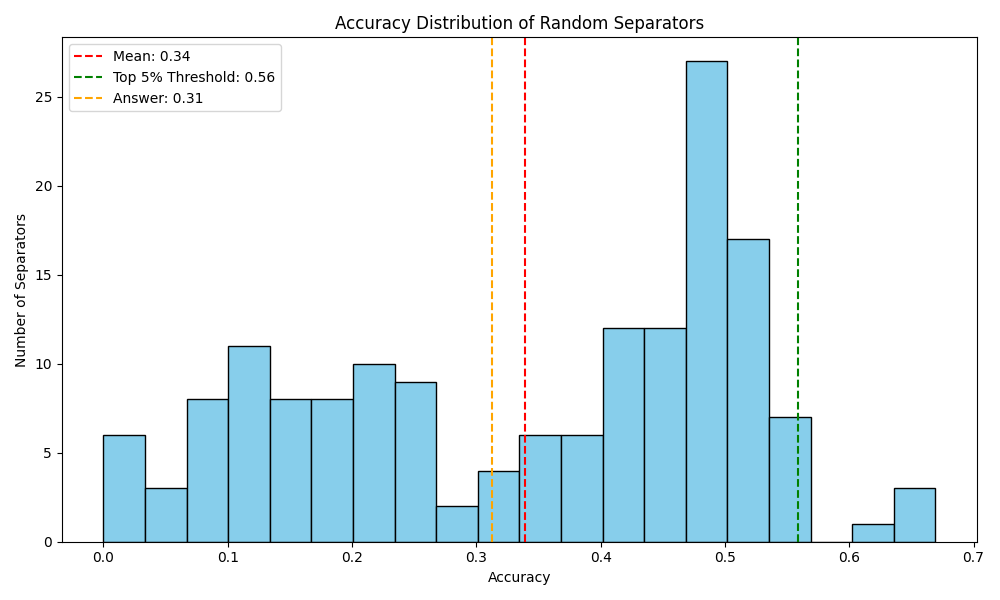 Accuracy Distribution of Random Separators
Mean: 0.34
Top 5% Threshold: 0.56
Answer: 0.31
Number of Separators
25
20
15
10
5
0
0.0 0.1 0.2 0.3 0.4 0.5 0.6 0.7
Accuracy